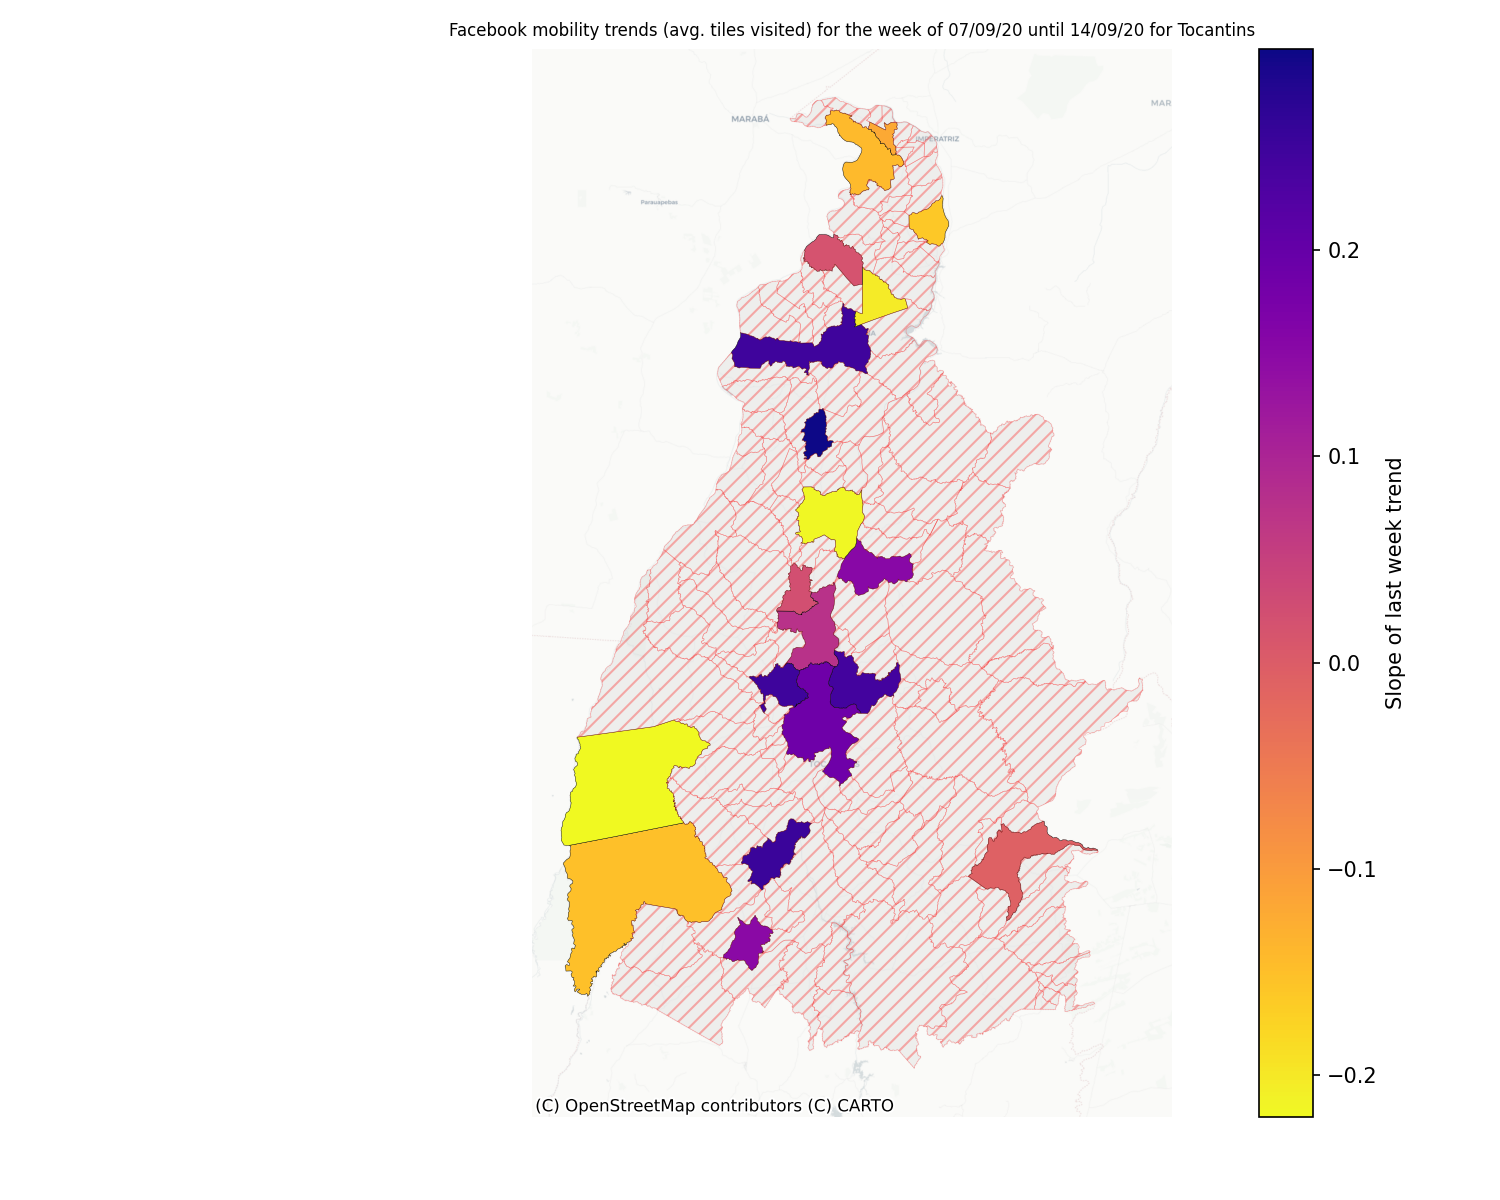 Facebook mobility trends (avg. tiles visited) for the week of 07/09/20 until 14/09/20 for Tocantins
MAR
MARABÁ
IMPERATRIZ
Parauapebas
0.2
0.1
0.0
−0.1
−0.2
Slope of last week trend
(C) OpenStreetMap contributors (C) CARTO